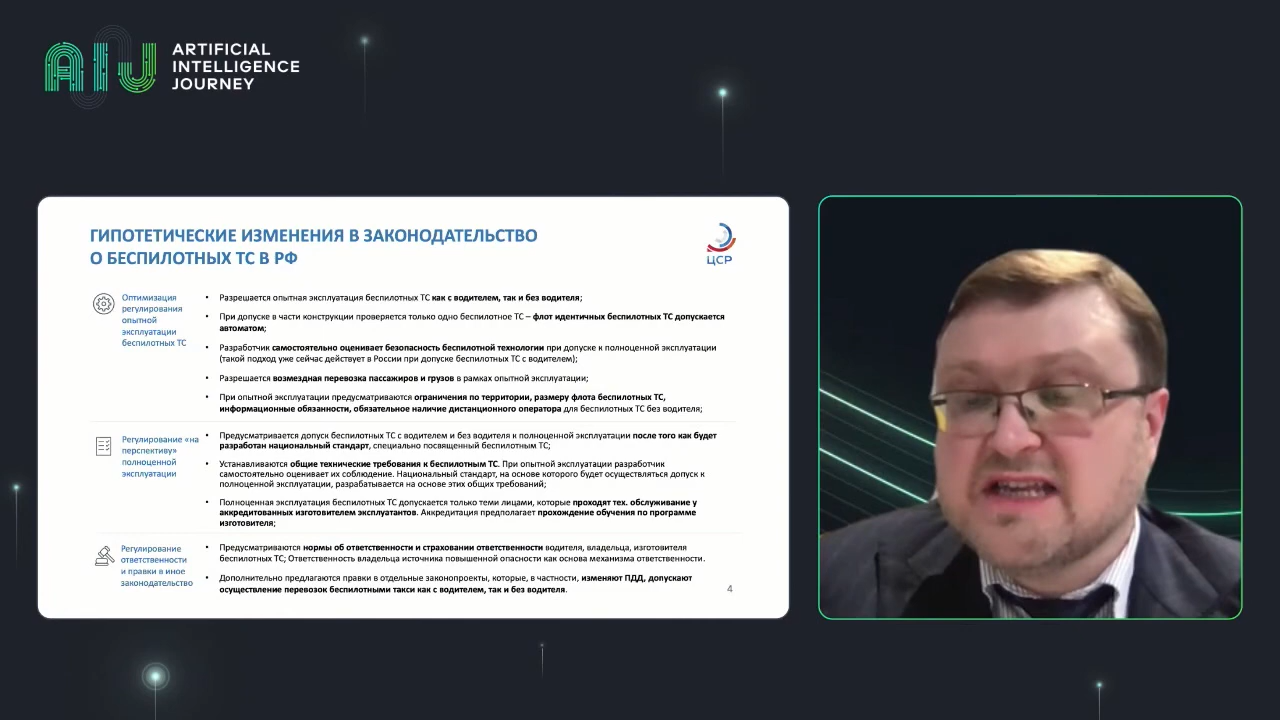 ARTIFICIAL
INTELLIGENCE
JOURNEY
ГИПОТЕТИЧЕСКИЕ ИЗМЕНЕНИЯ В ЗАКОНОДАТЕЛЬСТВО
О БЕСПИЛОТНЫХ ТС В РФ
ЦСР
Оптимизация
регулирования
опытной
эксплуатации
беспилотных ТС
• Разрешается опытная эксплуатация беспилотных ТС как с водителем, так и без водителя;
• При допуске в части конструкции проверяется только одно беспилотное ТС – флот идентичных беспилотных ТС допускается
автоматом;
• Разработчик самостоятельно оценивает безопасность беспилотной технологии при допуске к полноценной эксплуатации
(такой подход уже сейчас действует в России при допуске беспилотных ТС с водителем);
• Разрешается возмездная перевозка пассажиров и грузов в рамках опытной эксплуатации;
• При опытной эксплуатации предусматриваются ограничения по территории, размеру флота беспилотных ТС,
информационные обязанности, обязательное наличие дистанционного оператора для беспилотных ТС без водителя;
Регулирование «на
перспективу»
полноценной
эксплуатации
• Предусматривается допуск беспилотных ТС с водителем и без водителя к полноценной эксплуатации после того как будет
разработан национальный стандарт, специально посвященный беспилотным ТС;
• Устанавливаются общие технические требования к беспилотным ТС. При опытной эксплуатации разработчик
самостоятельно оценивает их соблюдение. Национальный стандарт, на основе которого будет осуществляться допуск к
полноценной эксплуатации, разрабатывается на основе этих общих требований;
• Полноценная эксплуатация беспилотных ТС допускается только теми лицами, которые проходят тех. обслуживание у
аккредитованных изготовителем эксплуатантов. Аккредитация предполагает прохождение обучения по программе
изготовителя;
Регулирование
ответственности
и правки в иное
законодательство
• Предусматриваются нормы об ответственности и страховании ответственности водителя, владельца, изготовителя
беспилотных ТС; Ответственность владельца источника повышенной опасности как основа механизма ответственности.
• Дополнительно предлагаются правки в отдельные законопроекты, которые, в частности, изменяют ПДД, допускают
осуществление перевозок беспилотными такси как с водителем, так и без водителя.
4